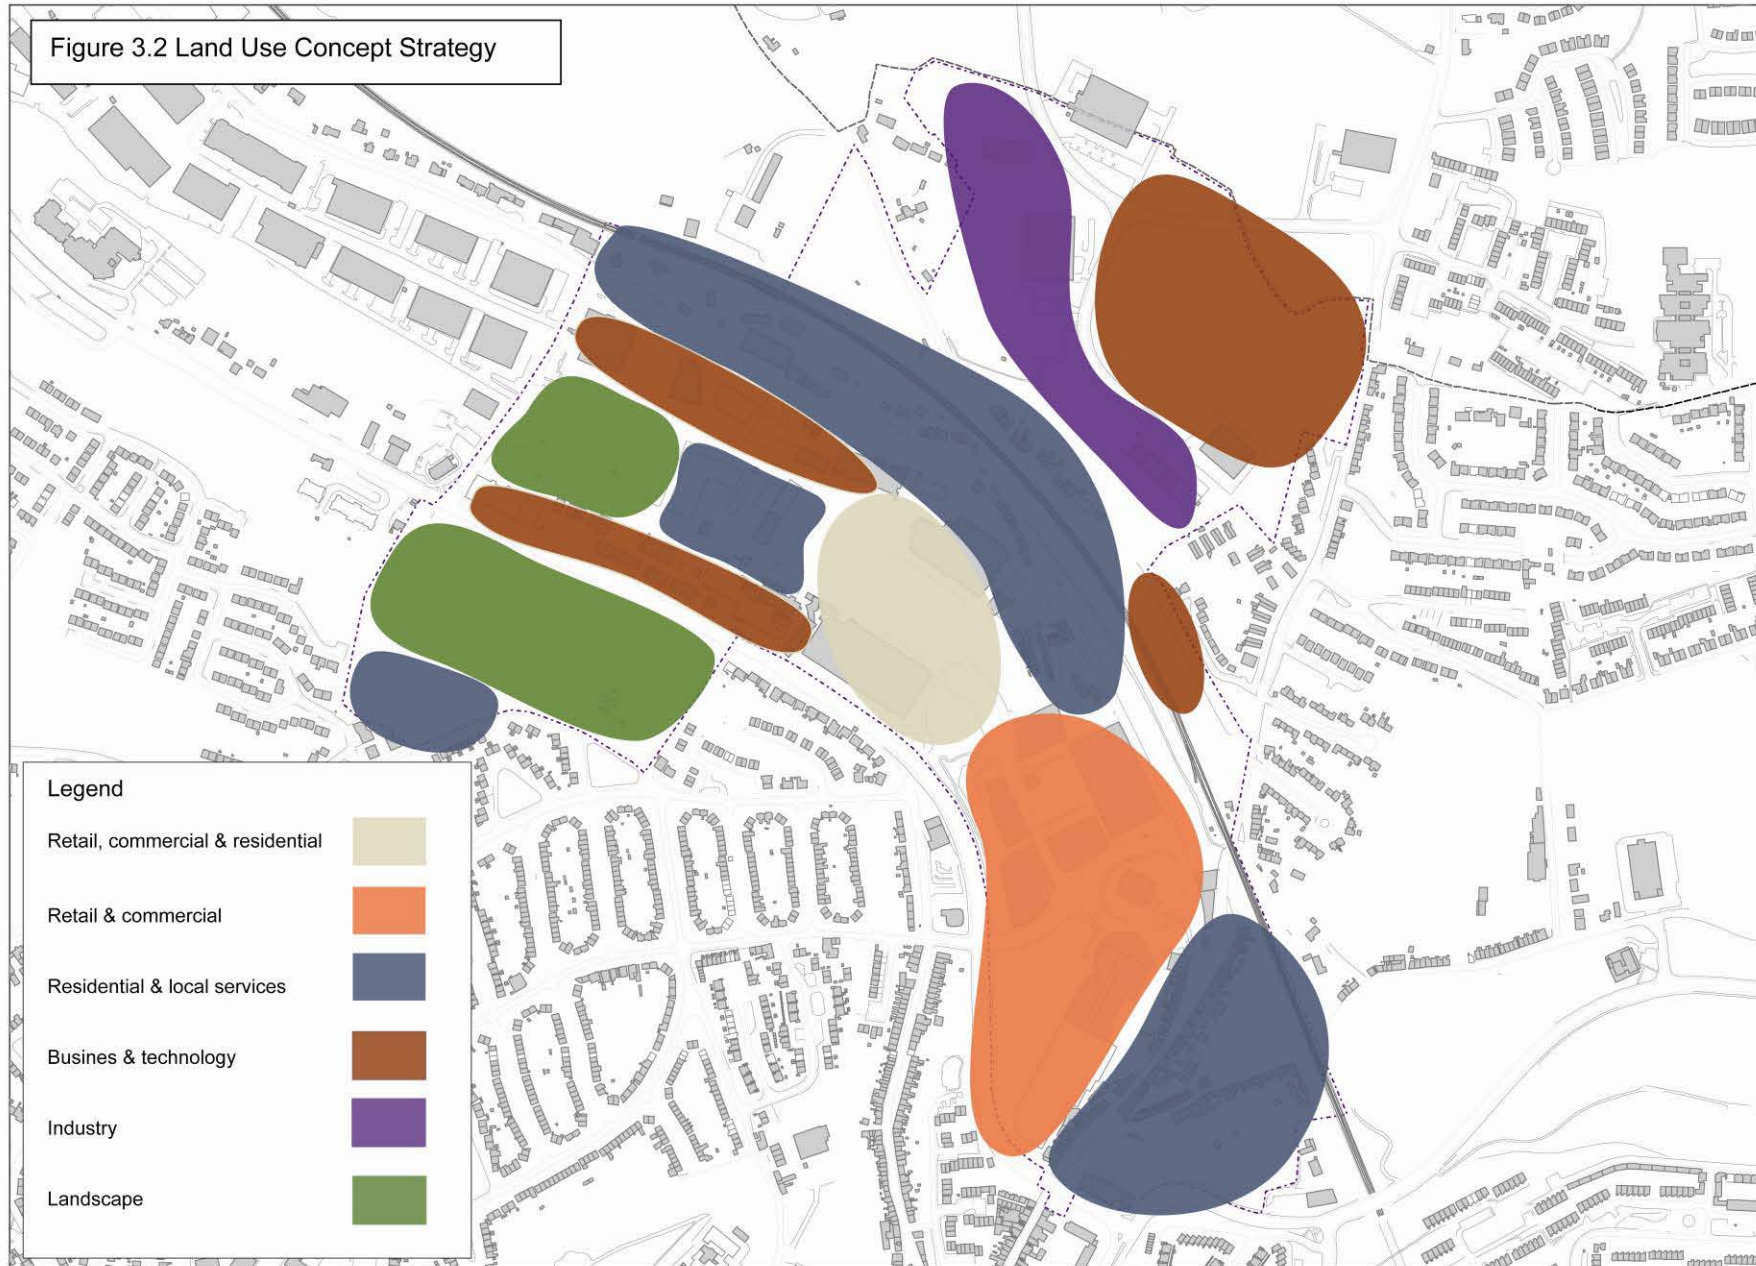 Figure 3.2 Land Use Concept Strategy
Legend
Retail, commercial & residential
Retail & commercial
Residential & local services
Busines & technology
Industry
Landscape